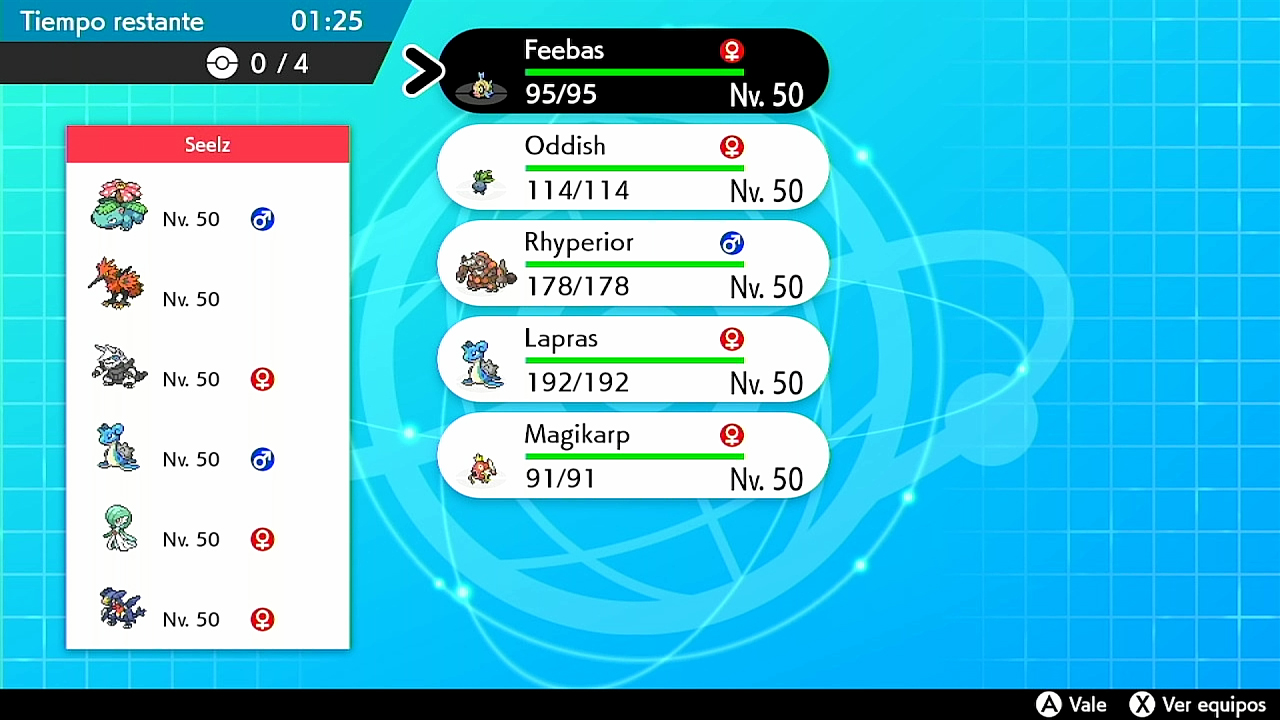 Tiempo restante 01:25
0 / 4
Seelz
Nv. 50
Nv. 50
Nv. 50
Nv. 50
Nv. 50
Nv. 50
Feebas
95/95 Nv. 50
Oddish
114/114 Nv. 50
Rhyperior
178/178 Nv. 50
Lapras
192/192 Nv. 50
Magikarp
91/91 Nv. 50
A Vale X Ver equipos